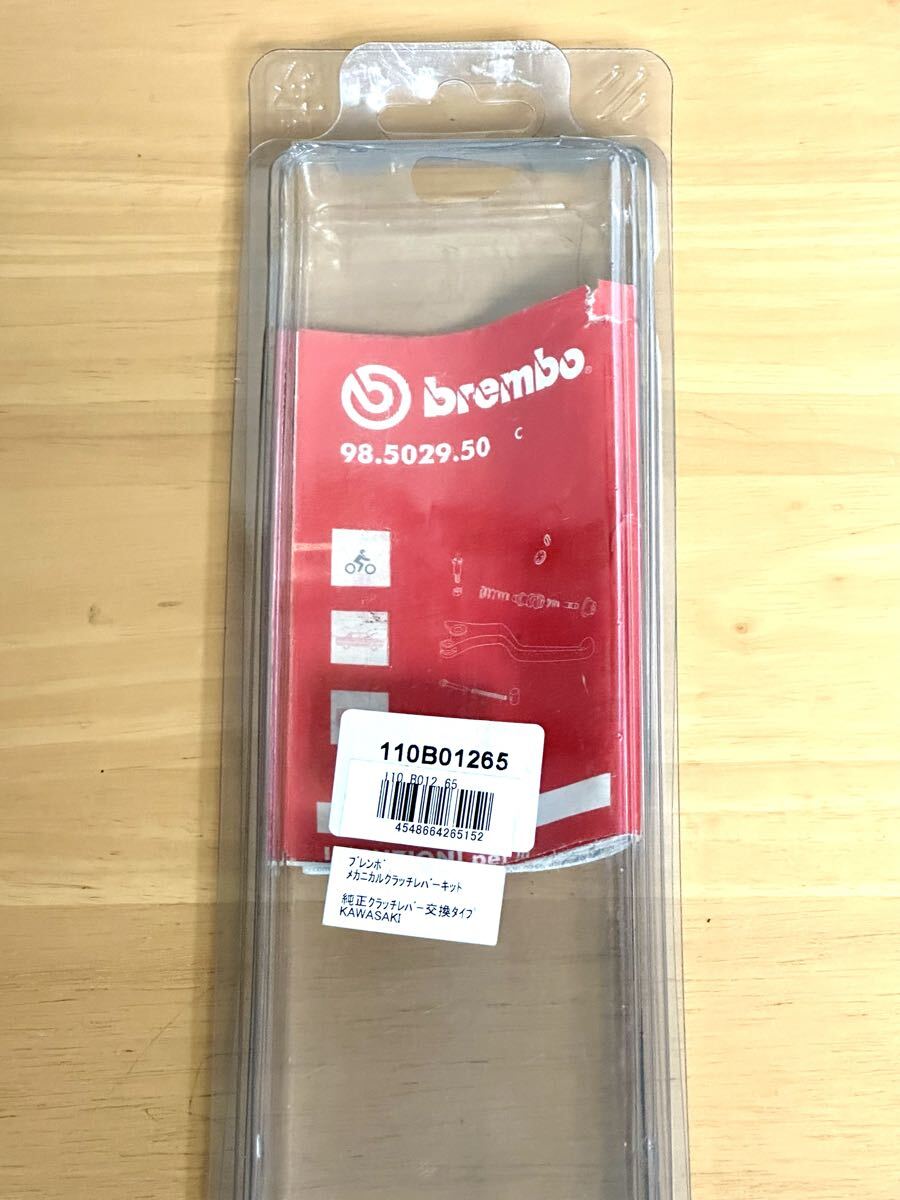 brembo®
98.5029.50 C
110B01265
110 B012 65
4548664265152
ﾌﾞﾚﾝﾎﾞ
ﾒｶﾆｶﾙｸﾗｯﾁﾚﾊﾞｰｷｯﾄ
純正ｸﾗｯﾁﾚﾊﾞｰ交換ﾀｲﾌﾟ
KAWASAKI